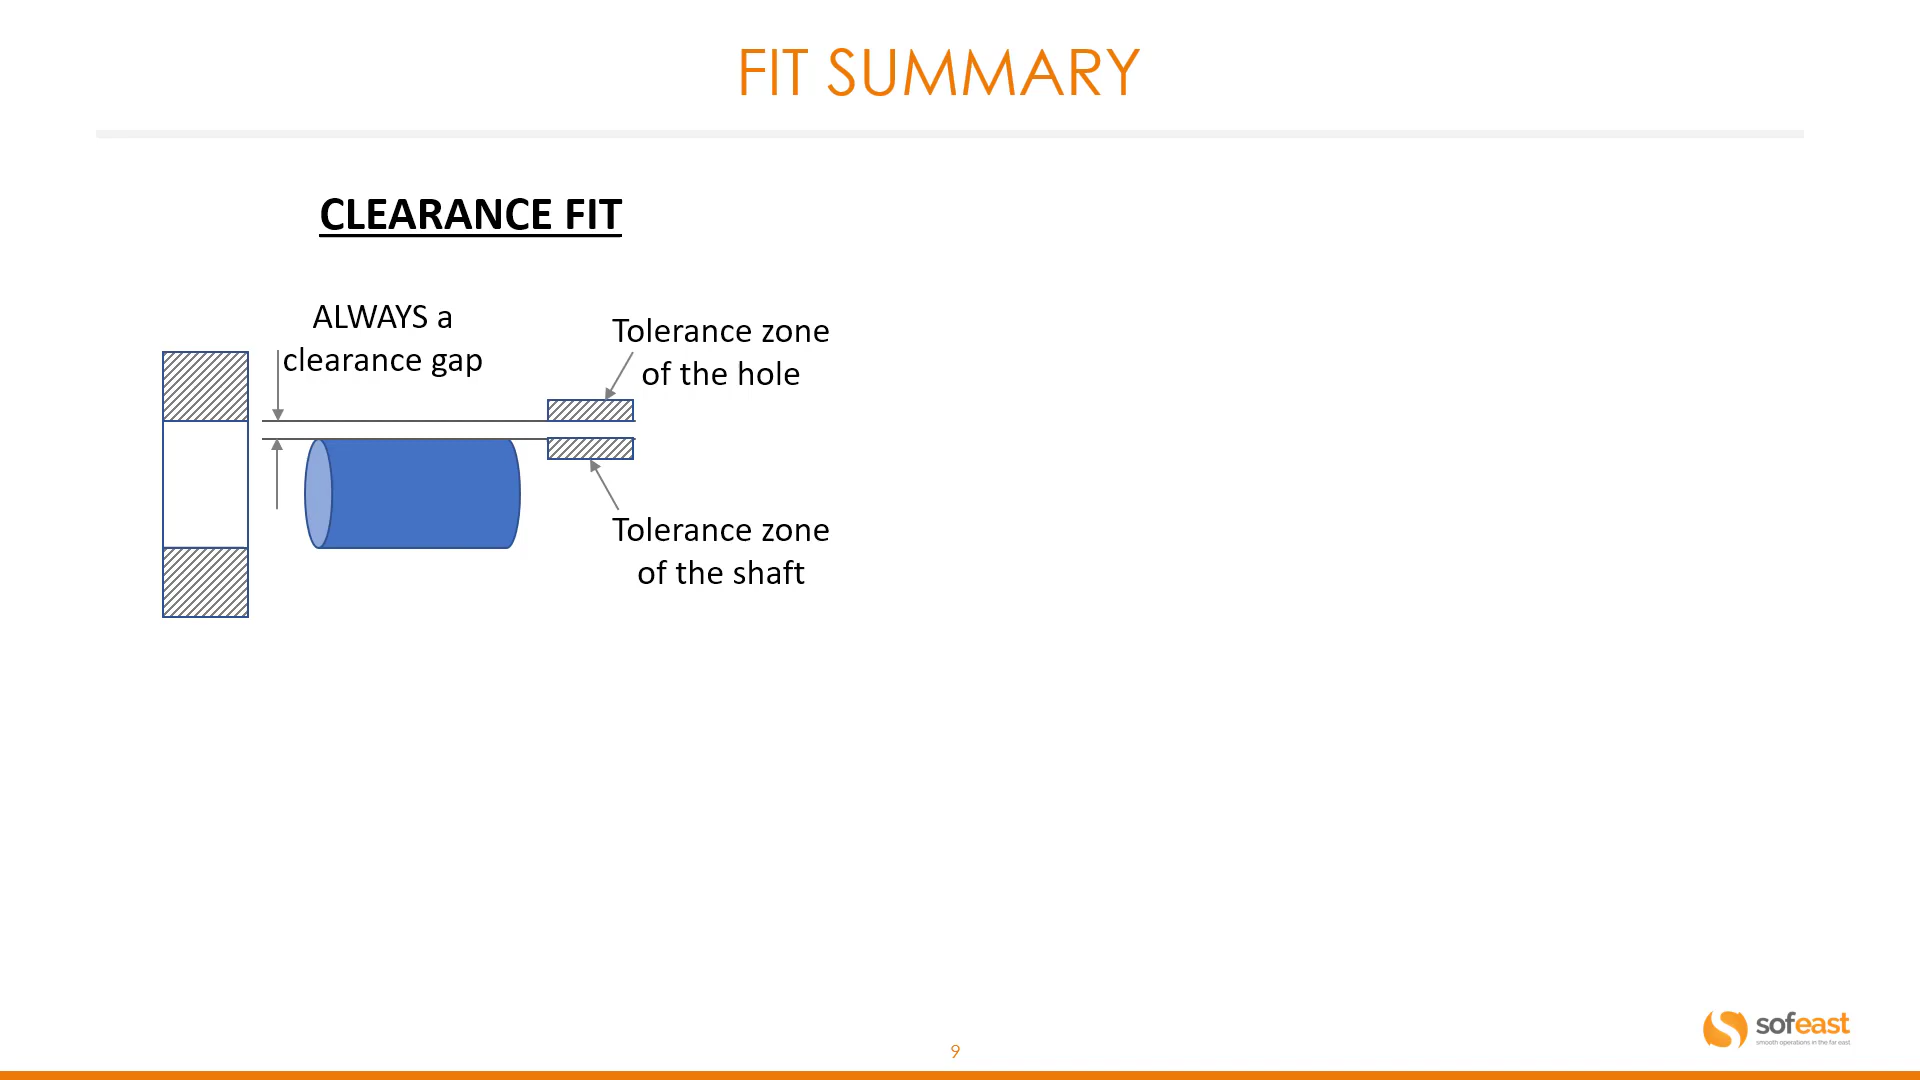 FIT SUMMARY
CLEARANCE FIT
ALWAYS a
clearance gap
Tolerance zone
of the hole
Tolerance zone
of the shaft
sofeast
smooth operations in the far east
9